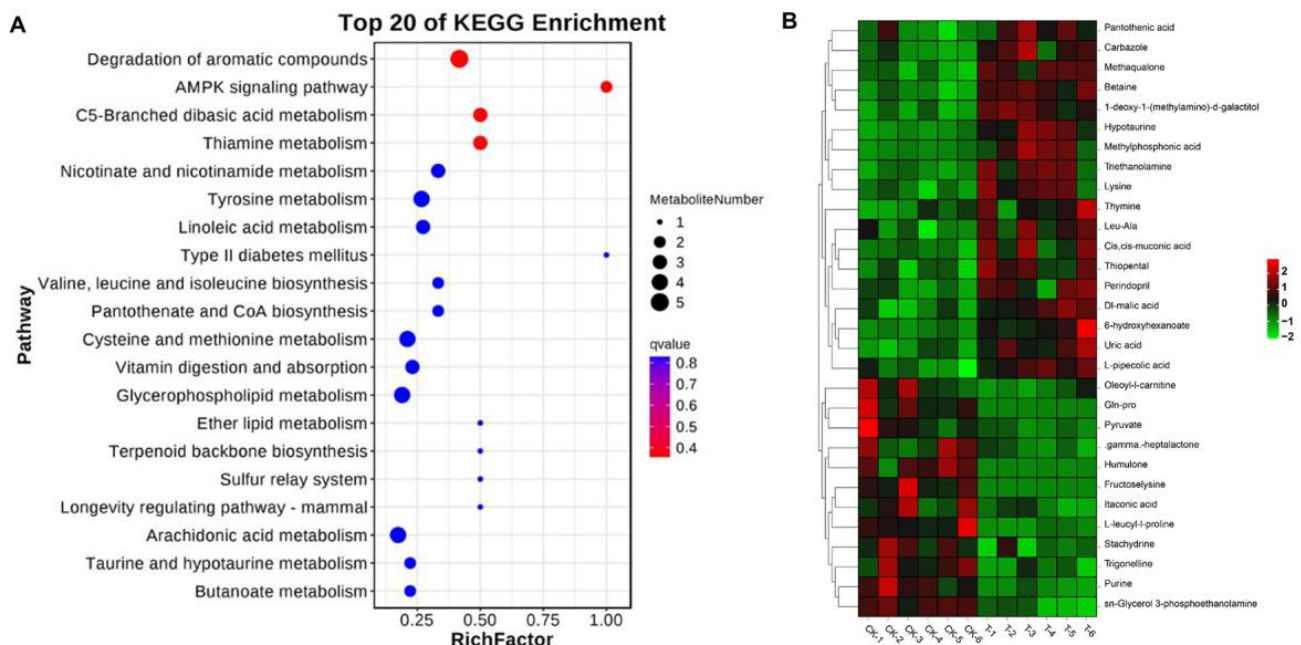 A
Top 20 of KEGG Enrichment
Pathway
Degradation of aromatic compounds
AMPK signaling pathway
C5-Branched dibasic acid metabolism
Thiamine metabolism
Nicotinate and nicotinamide metabolism
Tyrosine metabolism
Linoleic acid metabolism
Type II diabetes mellitus
Valine, leucine and isoleucine biosynthesis
Pantothenate and CoA biosynthesis
Cysteine and methionine metabolism
Vitamin digestion and absorption
Glycerophospholipid metabolism
Ether lipid metabolism
Terpenoid backbone biosynthesis
Sulfur relay system
Longevity regulating pathway - mammal
Arachidonic acid metabolism
Taurine and hypotaurine metabolism
Butanoate metabolism
0.25 0.50 0.75 1.00
RichFactor
MetaboliteNumber
1
2
3
4
5
qvalue
0.8
0.7
0.6
0.5
0.4
B
Pantothenic acid
Carbazole
Methaqualone
Betaine
1-deoxy-1-(methylamino)-d-galactitol
Hypotaurine
Methylphosphonic acid
Triethanolamine
Lysine
Thymine
Leu-Ala
Cis,cis-muconic acid
Thiopental
Perindopril
Dl-malic acid
6-hydroxyhexanoate
Uric acid
L-pipecolic acid
Oleoyl-l-carnitine
Gln-pro
Pyruvate
.gamma.-heptalactone
Humulone
Fructoselysine
Itaconic acid
L-leucyl-l-proline
Stachydrine
Trigonelline
Purine
sn-Glycerol 3-phosphoethanolamine
CK-1 CK-2 CK-3 CK-4 CK-5 CK-6 T-1 T-2 T-3 T-4 T-5 T-6
2
1
0
−1
−2